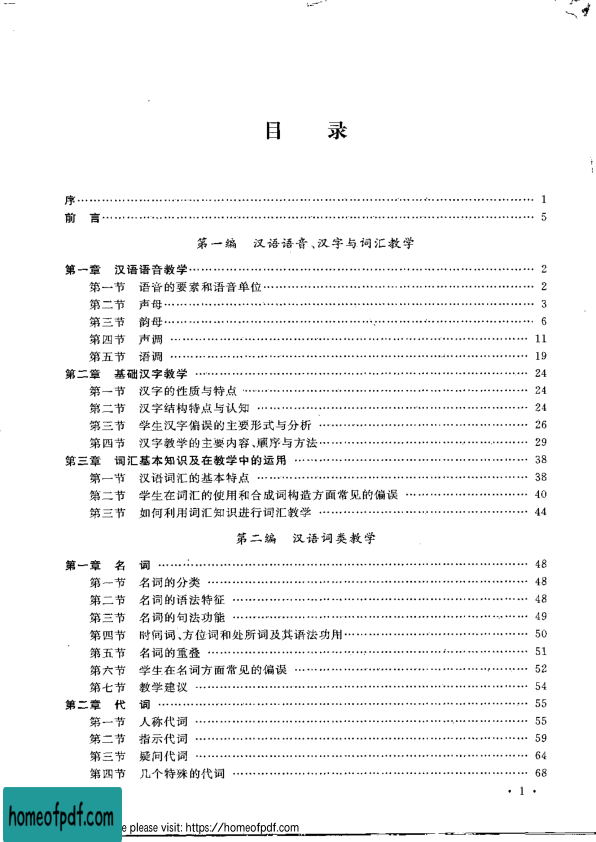 目 录
序 1
前 言 5
第一编 汉语语音、汉字与词汇教学
第一章 汉语语音教学 2
第一节 语音的要素和语音单位 2
第二节 声母 3
第三节 韵母 6
第四节 声调 11
第五节 语调 19
第二章 基础汉字教学 24
第一节 汉字的性质与特点 24
第二节 汉字结构特点与认知 24
第三节 学生汉字偏误的主要形式与分析 26
第四节 汉字教学的主要内容、顺序与方法 29
第三章 词汇基本知识及在教学中的运用 38
第一节 汉语词汇的基本特点 38
第二节 学生在词汇的使用和合成词构造方面常见的偏误 40
第三节 如何利用词汇知识进行词汇教学 44
第二编 汉语词类教学
第一章 名 词 48
第一节 名词的分类 48
第二节 名词的语法特征 48
第三节 名词的句法功能 49
第四节 时间词、方位词和处所词及其语法功用 50
第五节 名词的重叠 51
第六节 学生在名词方面常见的偏误 52
第七节 教学建议 54
第二章 代 词 55
第一节 人称代词 55
第二节 指示代词 59
第三节 疑问代词 64
第四节 几个特殊的代词 68
· 1 ·
homeofpdf.com
e please visit: https://homeofpdf.com